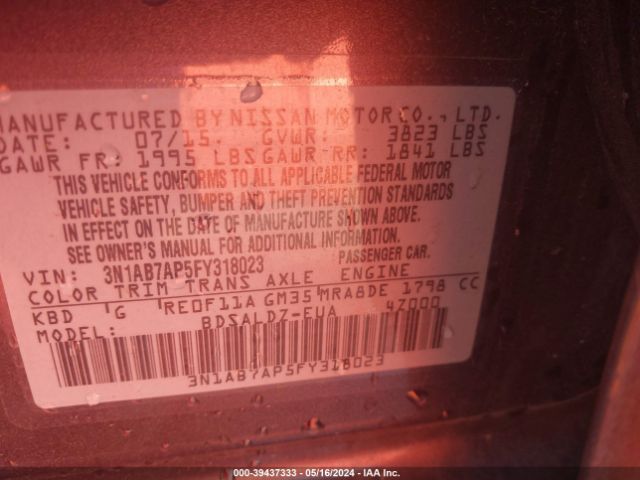 MANUFACTURED BY NISSAN MOTOR CO., LTD.
DATE: 07/15. GVWR: 3823 LBS
GAWR FR: 1995 LBS GAWR RR: 1841 LBS
THIS VEHICLE CONFORMS TO ALL APPLICABLE FEDERAL MOTOR
VEHICLE SAFETY, BUMPER AND THEFT PREVENTION STANDARDS
IN EFFECT ON THE DATE OF MANUFACTURE SHOWN ABOVE.
SEE OWNER'S MANUAL FOR ADDITIONAL INFORMATION.
VIN: 3N1AB7AP5FY318023 PASSENGER CAR.
COLOR TRIM TRANS AXLE ENGINE
KBD G RE0F11A GM35 MRA8DE 1798 CC
MODEL: BDSALDZ-EUA 4Z000
3N1AB7AP5FY318023
000-39437333 - 05/16/2024 - IAA Inc.